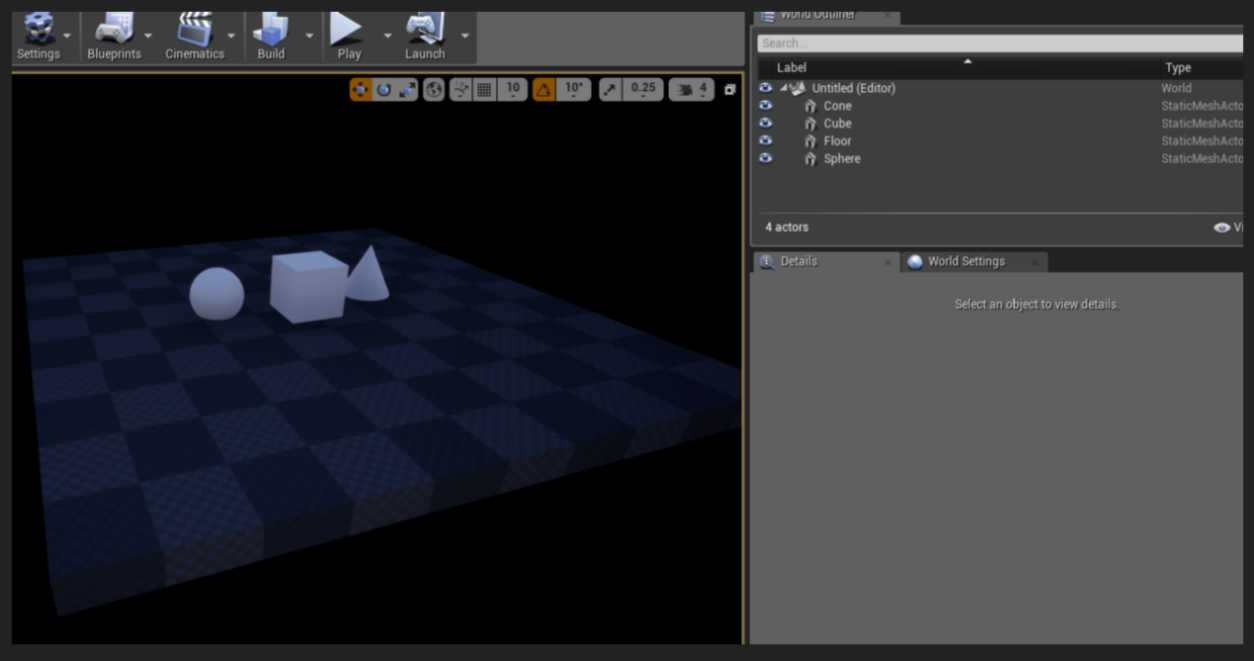 Settings Blueprints Cinematics Build Play Launch
10 10° 0.25 4
World Outliner
Search...
Label Type
Untitled (Editor) World
Cone StaticMeshActo
Cube StaticMeshActo
Floor StaticMeshActo
Sphere StaticMeshActo
4 actors Vi
Details World Settings
Select an object to view details.